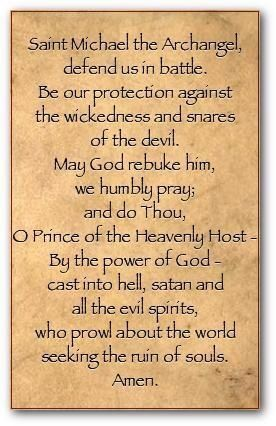 Saint Michael the Archangel,
defend us in battle.
Be our protection against
the wickedness and snares
of the devil.
May God rebuke him,
we humbly pray;
and do Thou,
O Prince of the Heavenly Host -
By the power of God -
cast into hell, satan and
all the evil spirits,
who prowl about the world
seeking the ruin of souls.
Amen.